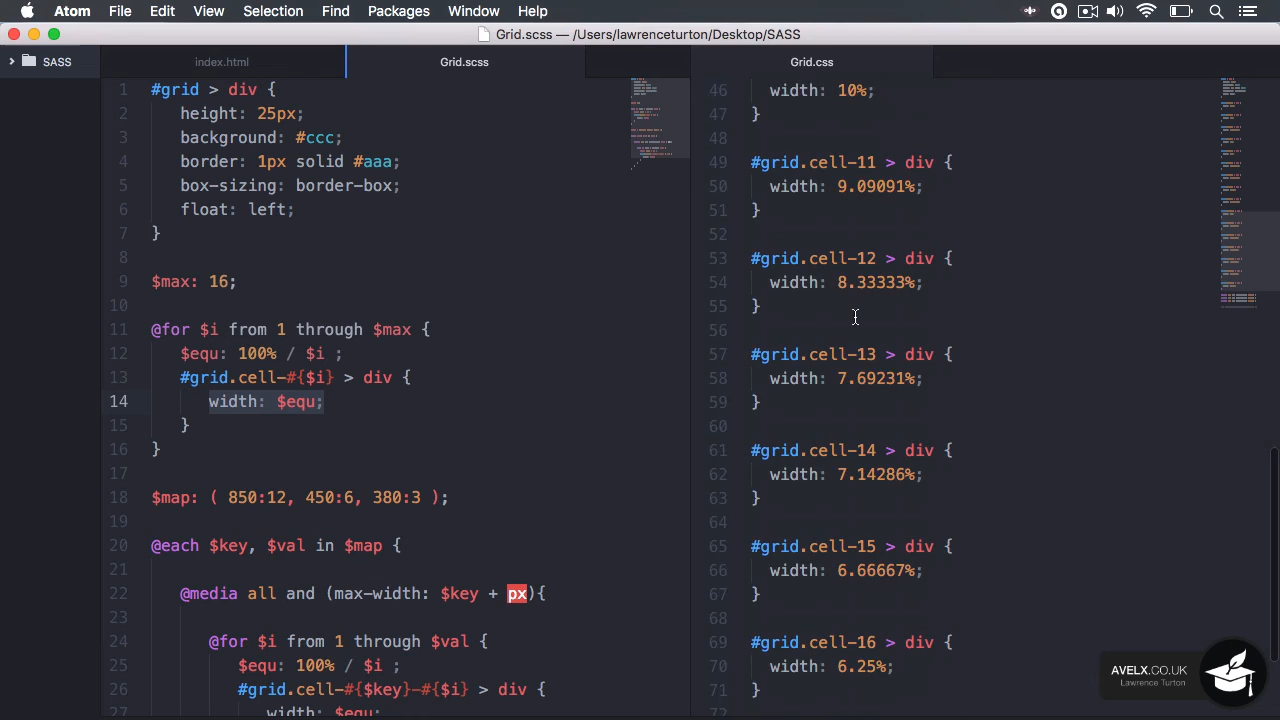 Atom File Edit View Selection Find Packages Window Help
Grid.scss — /Users/lawrenceturton/Desktop/SASS
SASS
index.html
Grid.scss
Grid.css
1 #grid > div {
2 height: 25px;
3 background: #ccc;
4 border: 1px solid #aaa;
5 box-sizing: border-box;
6 float: left;
7 }
8
9 $max: 16;
10
11 @for $i from 1 through $max {
12 $equ: 100% / $i ;
13 #grid.cell-#{$i} > div {
14 width: $equ;
15 }
16 }
17
18 $map: ( 850:12, 450:6, 380:3 );
19
20 @each $key, $val in $map {
21
22 @media all and (max-width: $key + px){
23
24 @for $i from 1 through $val {
25 $equ: 100% / $i ;
26 #grid.cell-#{$key}-#{$i} > div {
27 width: $equ;
46 width: 10%;
47 }
48
49 #grid.cell-11 > div {
50 width: 9.09091%;
51 }
52
53 #grid.cell-12 > div {
54 width: 8.33333%;
55 }
56
57 #grid.cell-13 > div {
58 width: 7.69231%;
59 }
60
61 #grid.cell-14 > div {
62 width: 7.14286%;
63 }
64
65 #grid.cell-15 > div {
66 width: 6.66667%;
67 }
68
69 #grid.cell-16 > div {
70 width: 6.25%;
71 }
72
AVELX.CO.UK
Lawrence Turton